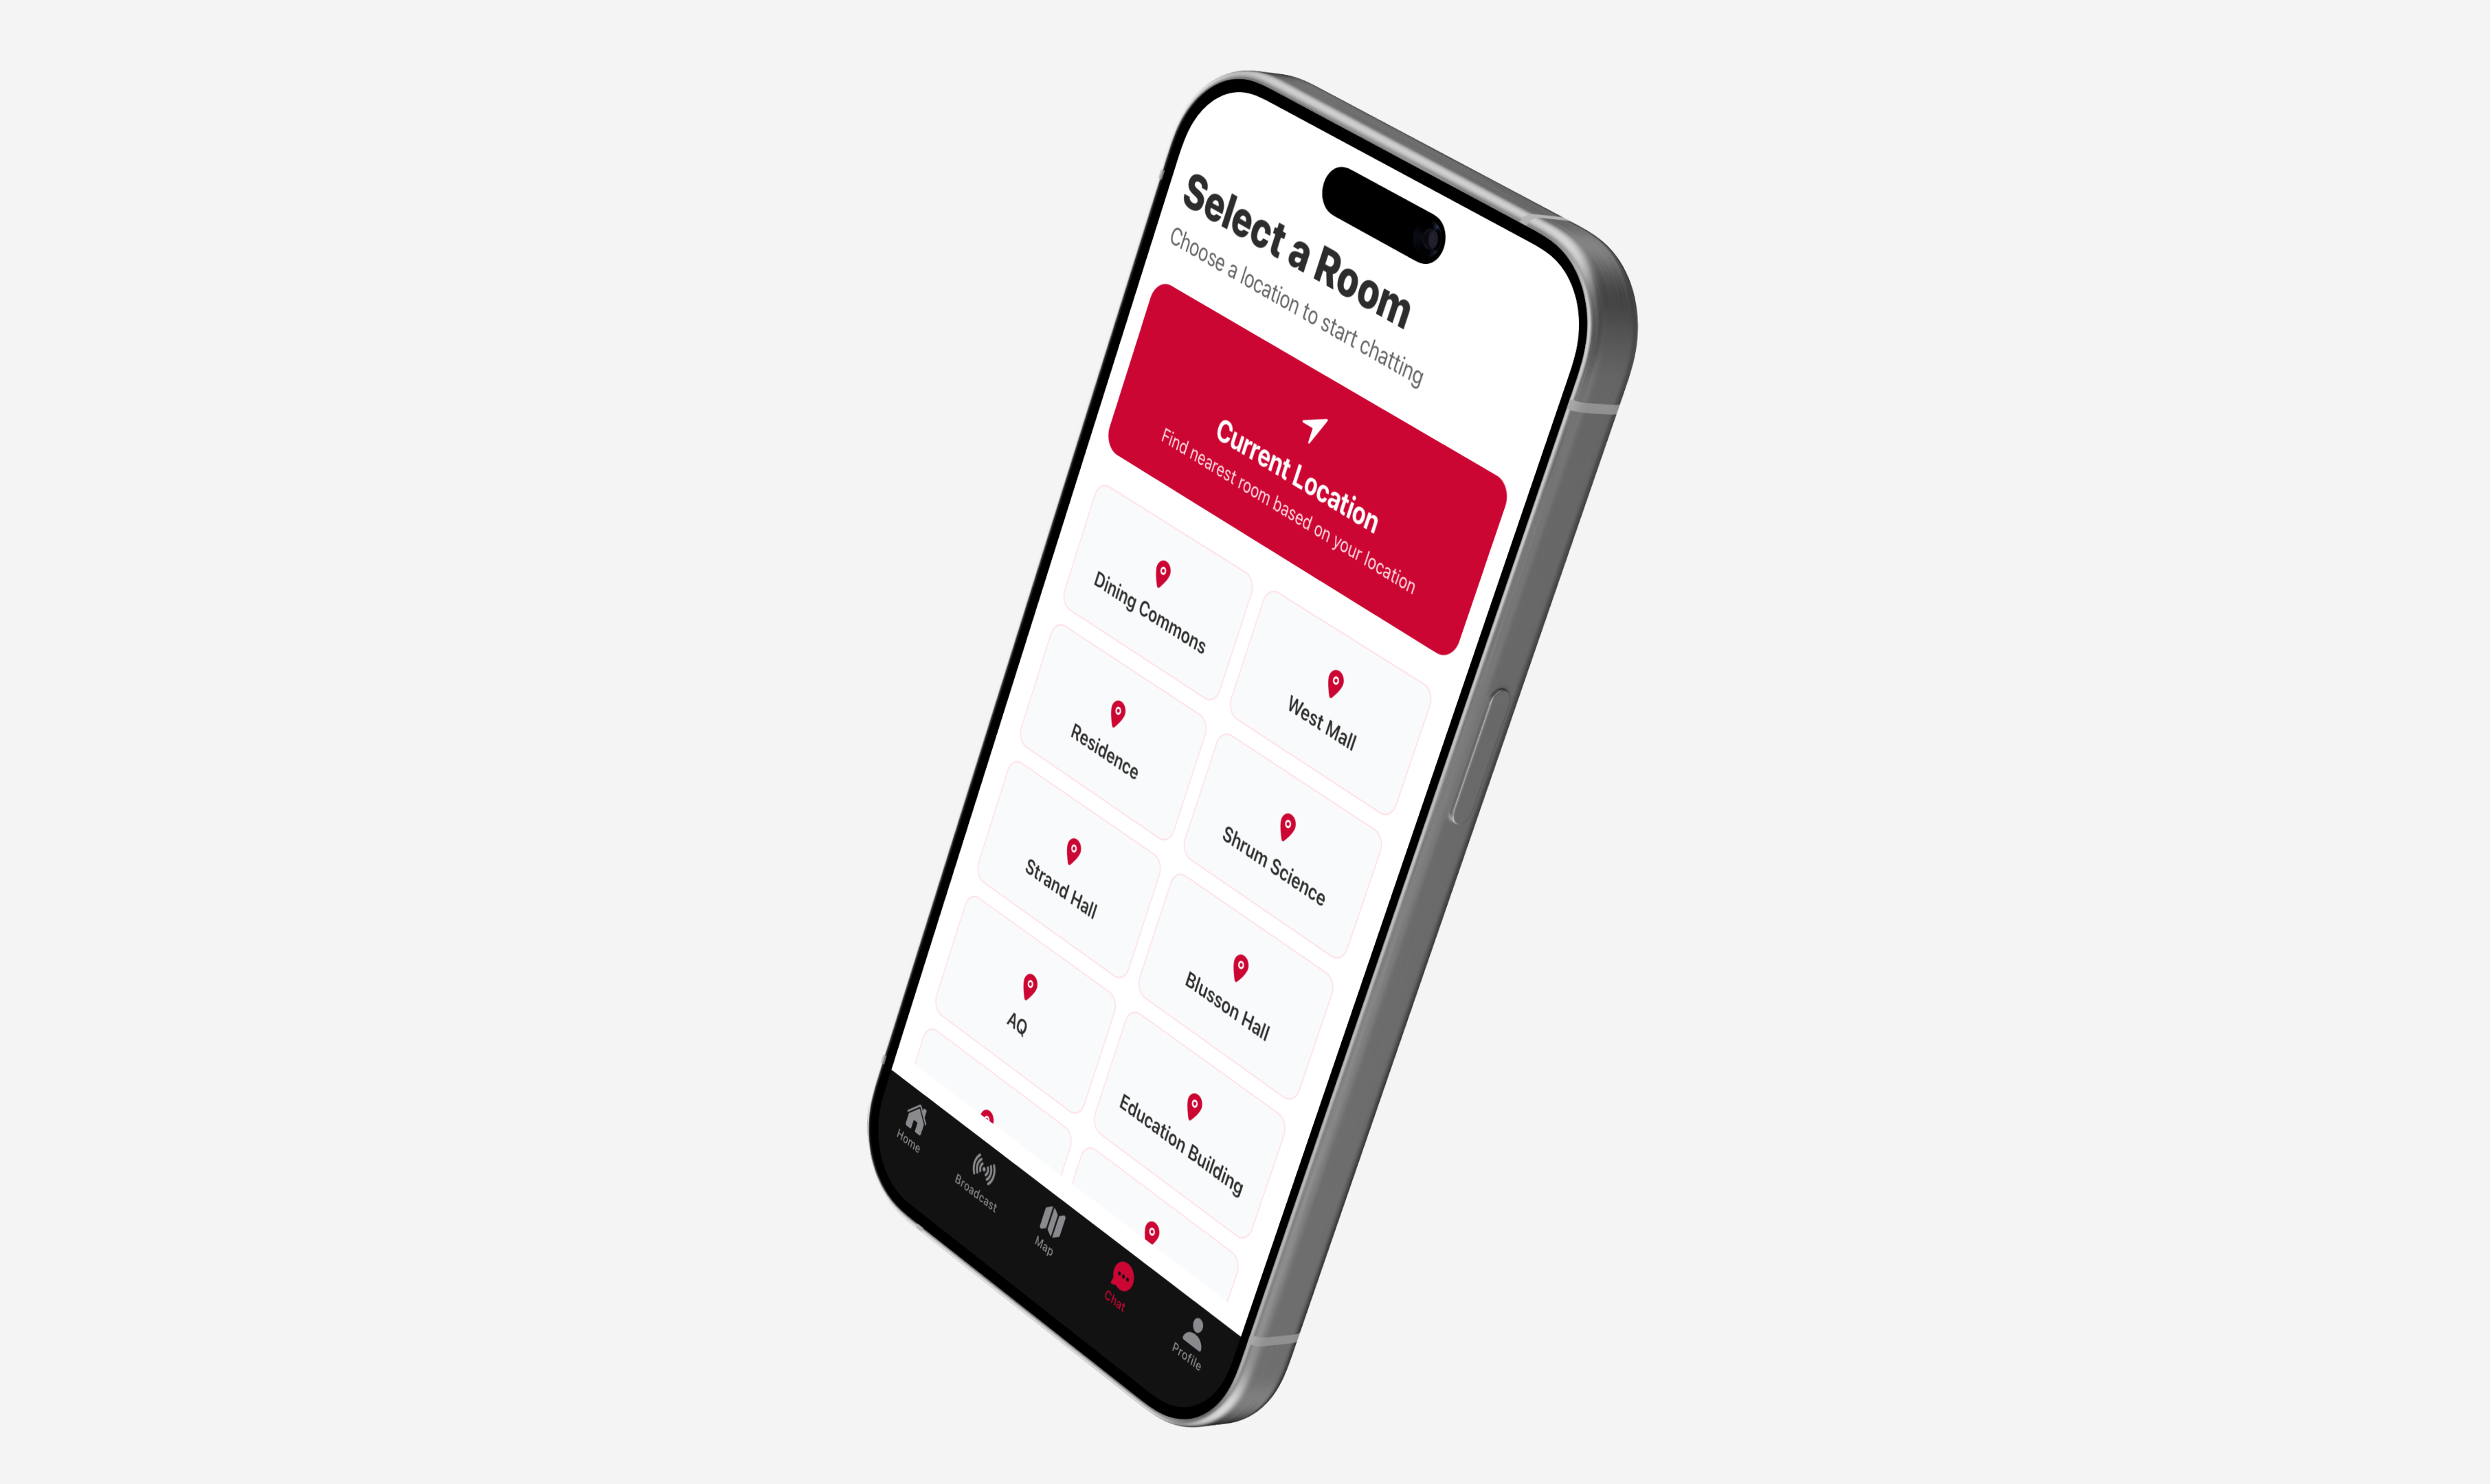 Select a Room
Choose a location to start chatting
Current Location
Find nearest room based on your location
Dining Commons
West Mall
Residence
Shrum Science
Strand Hall
Blusson Hall
AQ
Education Building
Home
Broadcast
Map
Chat
Profile